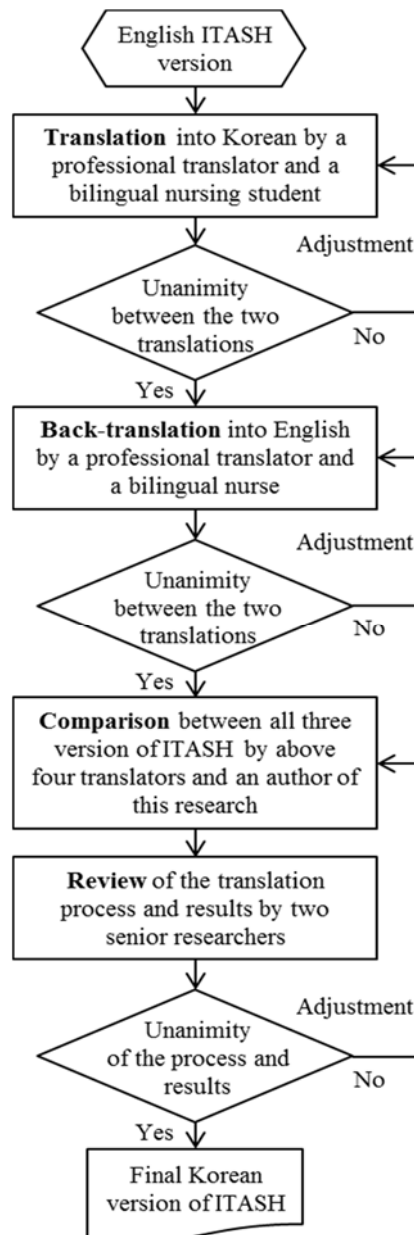 English ITASH
version
Translation into Korean by a
professional translator and a
bilingual nursing student
Adjustment
Unanimity
between the two
translations
No
Yes
Back-translation into English
by a professional translator and
a bilingual nurse
Adjustment
Unanimity
between the two
translations
No
Yes
Comparison between all three
version of ITASH by above
four translators and an author of
this research
Review of the translation
process and results by two
senior researchers
Adjustment
Unanimity
of the process and
results
No
Yes
Final Korean
version of ITASH